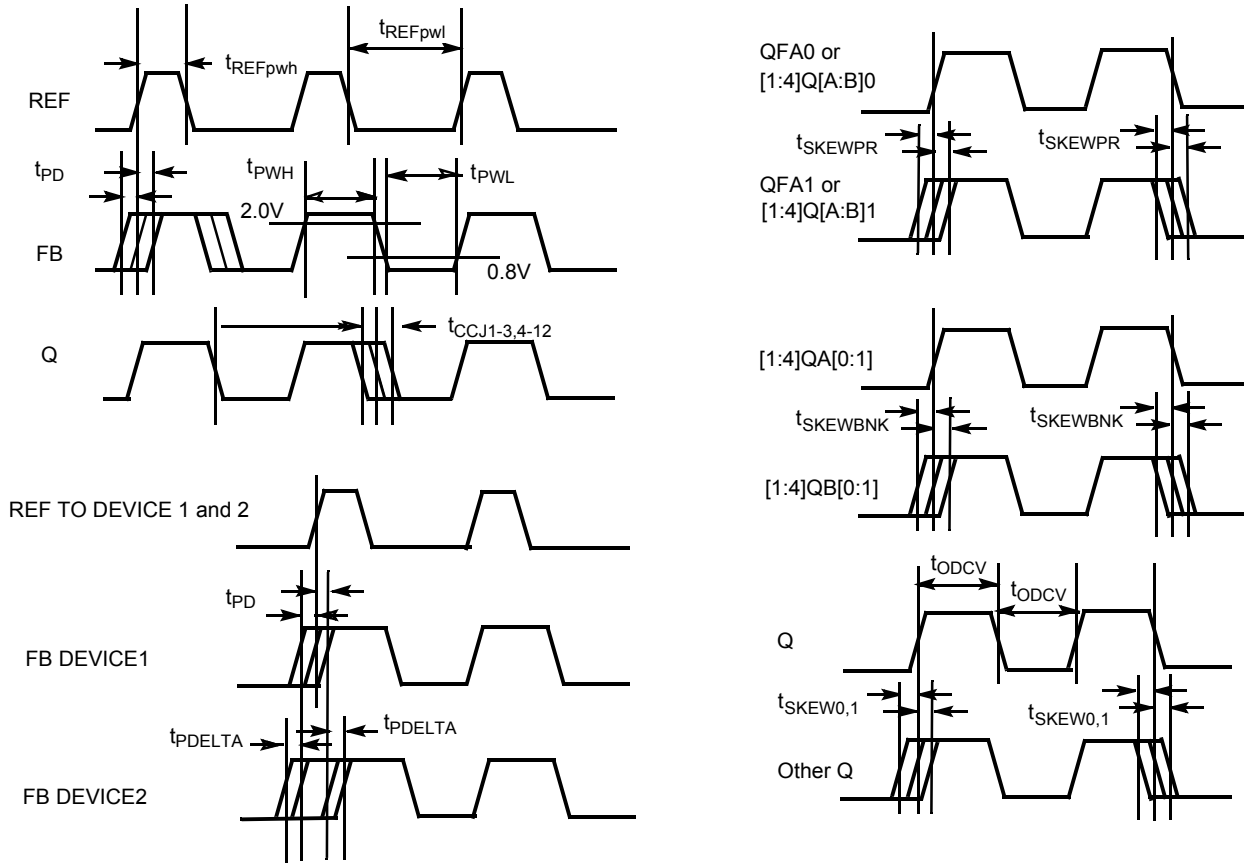 tREFpwl
tREFpwh
REF
tPD
tPWH
tPWL
2.0V
FB
0.8V
tCCJ1-3,4-12
Q
REF TO DEVICE 1 and 2
tPD
FB DEVICE1
tPDELTA
tPDELTA
FB DEVICE2
QFA0 or
[1:4]Q[A:B]0
tSKEWPR
tSKEWPR
QFA1 or
[1:4]Q[A:B]1
[1:4]QA[0:1]
tSKEWBNK
tSKEWBNK
[1:4]QB[0:1]
tODCV
tODCV
Q
tSKEW0,1
tSKEW0,1
Other Q